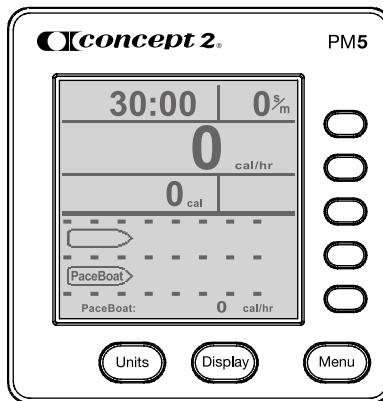 concept 2® PM5
30:00 0 s/m
0 cal/hr
0 cal
PaceBoat
PaceBoat: 0 cal/hr
Units Display Menu